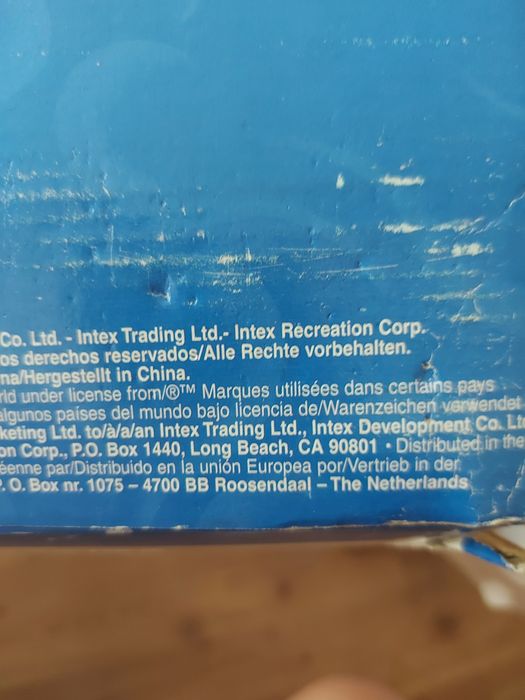 Co. Ltd. - Intex Trading Ltd.- Intex Recreation Corp.
os derechos reservados/Alle Rechte vorbehalten.
na/Hergestellt in China.
rld under license from/®™ Marques utilisées dans certains pays
algunos países del mundo bajo licencia de/Warenzeichen verwendet
keting Ltd. to/à/a/an Intex Trading Ltd., Intex Development Co. Lt
on Corp., P.O. Box 1440, Long Beach, CA 90801 • Distributed in the
éenne par/Distribuido en la unión Europea por/Vertrieb in der
P.O. Box nr. 1075 – 4700 BB Roosendaal – The Netherlands